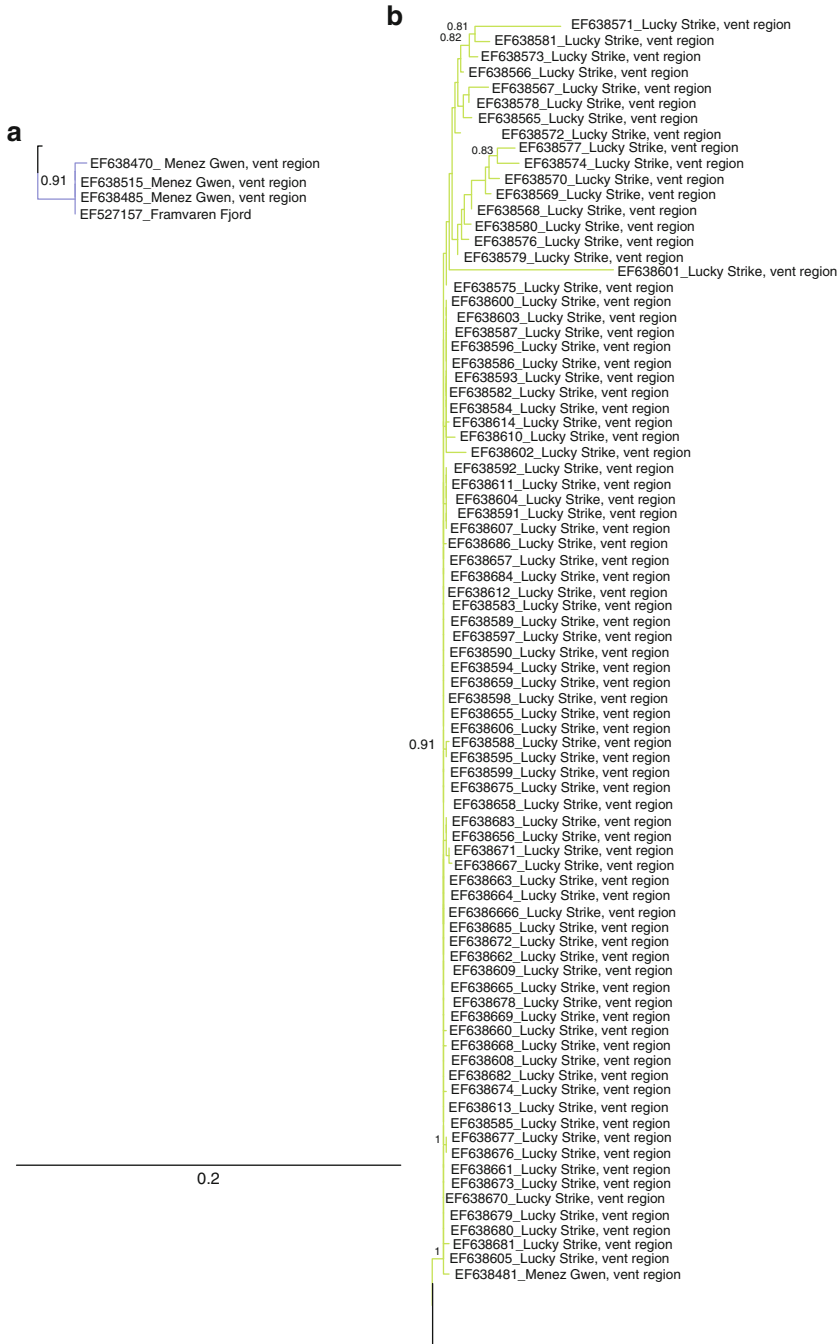 a
0.91
EF638470_ Menez Gwen, vent region
EF638515_Menez Gwen, vent region
EF638485_Menez Gwen, vent region
EF527157_Framvaren Fjord
0.2
b
0.81
0.82
EF638571_Lucky Strike, vent region
EF638581_Lucky Strike, vent region
EF638573_Lucky Strike, vent region
EF638566_Lucky Strike, vent region
EF638567_Lucky Strike, vent region
EF638578_Lucky Strike, vent region
EF638565_Lucky Strike, vent region
EF638572_Lucky Strike, vent region
0.83
EF638577_Lucky Strike, vent region
EF638574_Lucky Strike, vent region
EF638570_Lucky Strike, vent region
EF638569_Lucky Strike, vent region
EF638568_Lucky Strike, vent region
EF638580_Lucky Strike, vent region
EF638576_Lucky Strike, vent region
EF638579_Lucky Strike, vent region
EF638601_Lucky Strike, vent region
EF638575_Lucky Strike, vent region
EF638600_Lucky Strike, vent region
EF638603_Lucky Strike, vent region
EF638587_Lucky Strike, vent region
EF638596_Lucky Strike, vent region
EF638586_Lucky Strike, vent region
EF638593_Lucky Strike, vent region
EF638582_Lucky Strike, vent region
EF638584_Lucky Strike, vent region
EF638614_Lucky Strike, vent region
EF638610_Lucky Strike, vent region
EF638602_Lucky Strike, vent region
EF638592_Lucky Strike, vent region
EF638611_Lucky Strike, vent region
EF638604_Lucky Strike, vent region
EF638591_Lucky Strike, vent region
EF638607_Lucky Strike, vent region
EF638686_Lucky Strike, vent region
EF638657_Lucky Strike, vent region
EF638684_Lucky Strike, vent region
EF638612_Lucky Strike, vent region
EF638583_Lucky Strike, vent region
EF638589_Lucky Strike, vent region
EF638597_Lucky Strike, vent region
EF638590_Lucky Strike, vent region
EF638594_Lucky Strike, vent region
EF638659_Lucky Strike, vent region
EF638598_Lucky Strike, vent region
EF638655_Lucky Strike, vent region
EF638606_Lucky Strike, vent region
0.91
EF638588_Lucky Strike, vent region
EF638595_Lucky Strike, vent region
EF638599_Lucky Strike, vent region
EF638675_Lucky Strike, vent region
EF638658_Lucky Strike, vent region
EF638683_Lucky Strike, vent region
EF638656_Lucky Strike, vent region
EF638671_Lucky Strike, vent region
EF638667_Lucky Strike, vent region
EF638663_Lucky Strike, vent region
EF638664_Lucky Strike, vent region
EF6386666_Lucky Strike, vent region
EF638685_Lucky Strike, vent region
EF638672_Lucky Strike, vent region
EF638662_Lucky Strike, vent region
EF638609_Lucky Strike, vent region
EF638665_Lucky Strike, vent region
EF638678_Lucky Strike, vent region
EF638669_Lucky Strike, vent region
EF638660_Lucky Strike, vent region
EF638668_Lucky Strike, vent region
EF638608_Lucky Strike, vent region
EF638682_Lucky Strike, vent region
EF638674_Lucky Strike, vent region
EF638613_Lucky Strike, vent region
EF638585_Lucky Strike, vent region
1
EF638677_Lucky Strike, vent region
EF638676_Lucky Strike, vent region
EF638661_Lucky Strike, vent region
EF638673_Lucky Strike, vent region
EF638670_Lucky Strike, vent region
EF638679_Lucky Strike, vent region
EF638680_Lucky Strike, vent region
EF638681_Lucky Strike, vent region
1
EF638605_Lucky Strike, vent region
EF638481_Menez Gwen, vent region